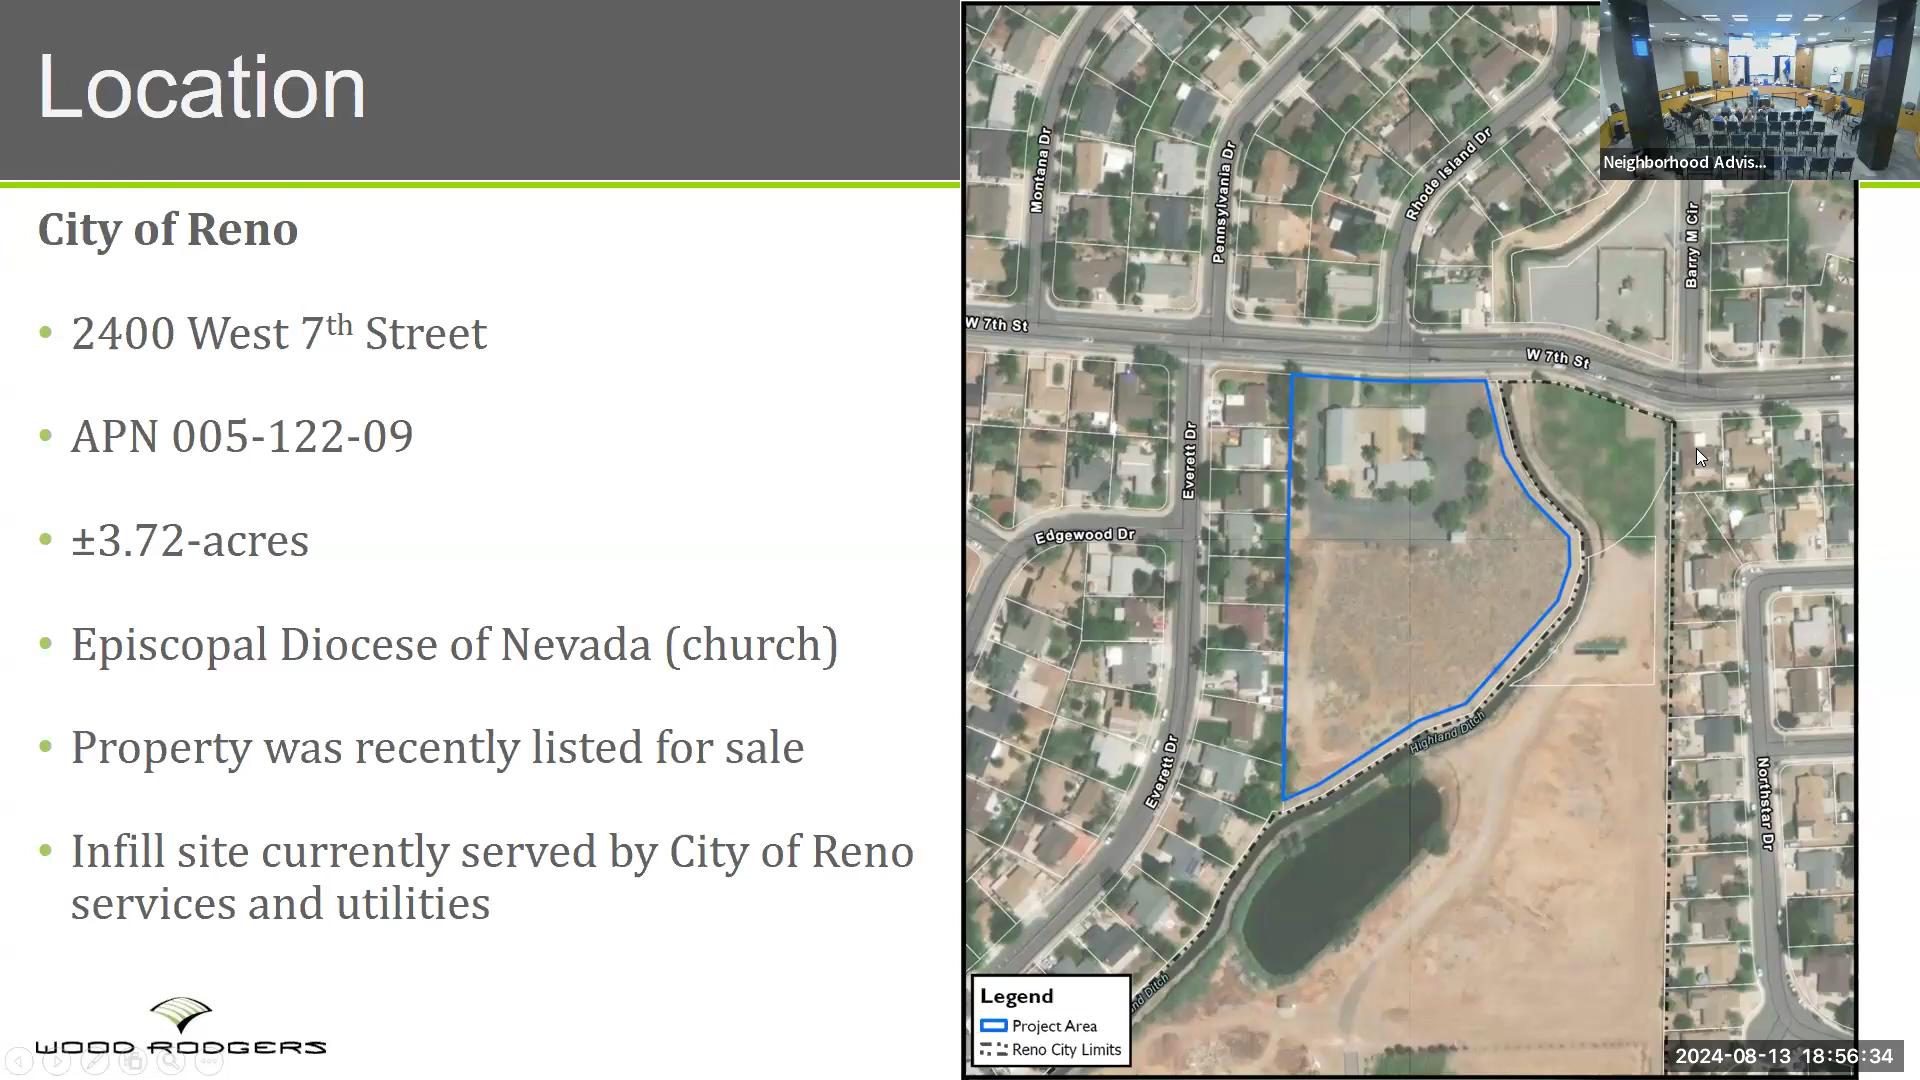 Location
City of Reno
• 2400 West 7th Street
• APN 005-122-09
• ±3.72-acres
• Episcopal Diocese of Nevada (church)
• Property was recently listed for sale
• Infill site currently served by City of Reno
services and utilities
WOOD RODGERS
Montana Dr
Pennsylvania Dr
Rhode Island Dr
Barry M Cir
W 7th St
W 7th St
Everett Dr
Edgewood Dr
Highland Ditch
Everett Dr
Northstar Dr
nd Ditch
Legend
Project Area
Reno City Limits
Neighborhood Advis...
2024-08-13 18:56:34